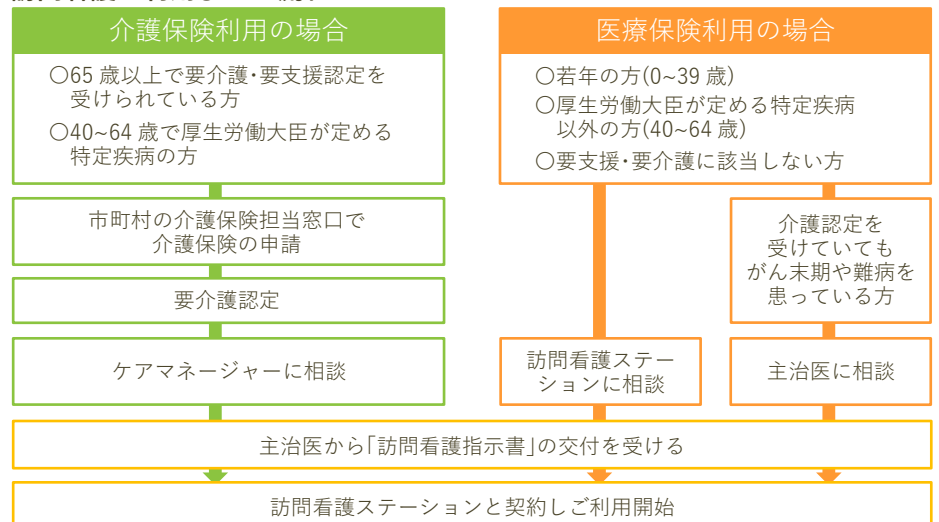 介護保険利用の場合
〇65 歳以上で要介護・要支援認定を
受けられている方
〇40~64 歳で厚生労働大臣が定める
特定疾病の方
市町村の介護保険担当窓口で
介護保険の申請
要介護認定
ケアマネージャーに相談
医療保険利用の場合
〇若年の方(0~39 歳)
〇厚生労働大臣が定める特定疾病
以外の方(40~64 歳)
〇要支援・要介護に該当しない方
訪問看護ステー
ションに相談
介護認定を
受けていても
がん末期や難病を
患っている方
主治医に相談
主治医から「訪問看護指示書」の交付を受ける
訪問看護ステーションと契約しご利用開始